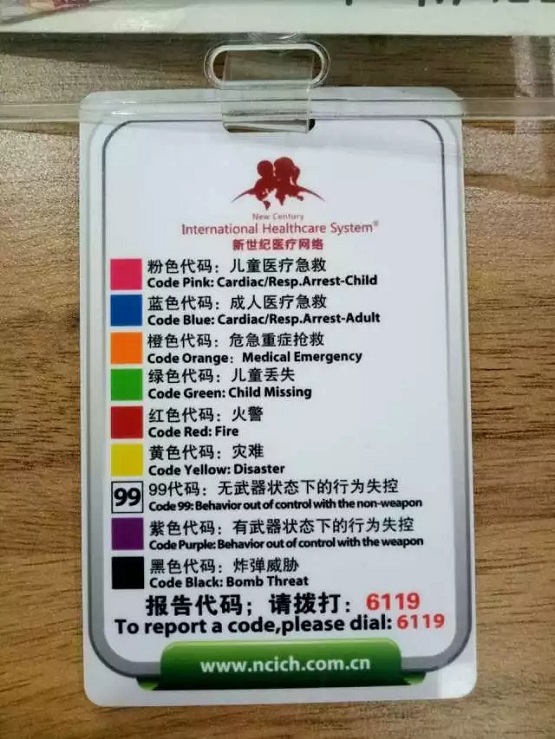 New Century
International Healthcare System®
新世纪医疗网络
粉色代码：儿童医疗急救
Code Pink: Cardiac/Resp.Arrest-Child
蓝色代码：成人医疗急救
Code Blue: Cardiac/Resp.Arrest-Adult
橙色代码：危急重症抢救
Code Orange：Medical Emergency
绿色代码：儿童丢失
Code Green: Child Missing
红色代码：火警
Code Red: Fire
黄色代码：灾难
Code Yellow: Disaster
99 99代码：无武器状态下的行为失控
Code 99: Behavior out of control with the non-weapon
紫色代码：有武器状态下的行为失控
Code Purple: Behavior out of control with the weapon
黑色代码：炸弹威胁
Code Black: Bomb Threat
报告代码；请拨打：6119
To report a code,please dial: 6119
www.ncich.com.cn